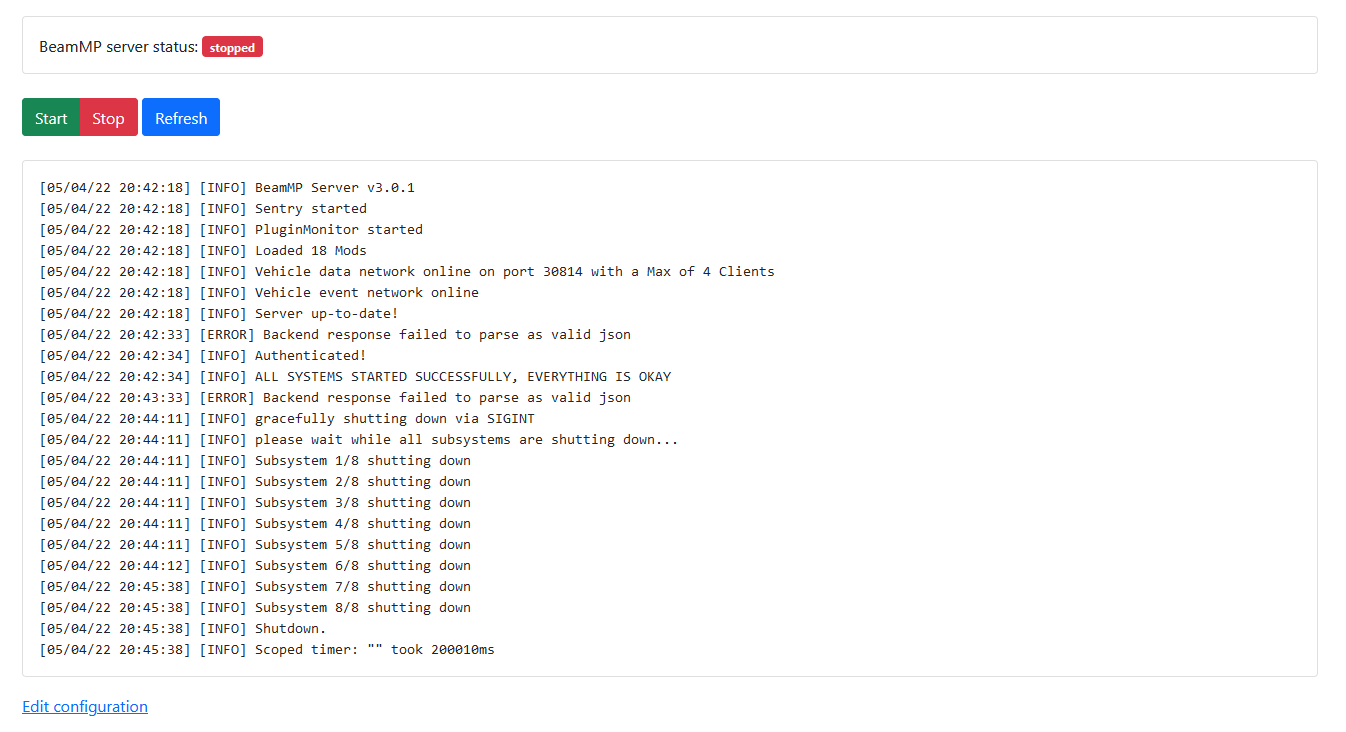 BeamMP server status: stopped
Start Stop Refresh
[05/04/22 20:42:18] [INFO] BeamMP Server v3.0.1
[05/04/22 20:42:18] [INFO] Sentry started
[05/04/22 20:42:18] [INFO] PluginMonitor started
[05/04/22 20:42:18] [INFO] Loaded 18 Mods
[05/04/22 20:42:18] [INFO] Vehicle data network online on port 30814 with a Max of 4 Clients
[05/04/22 20:42:18] [INFO] Vehicle event network online
[05/04/22 20:42:18] [INFO] Server up-to-date!
[05/04/22 20:42:33] [ERROR] Backend response failed to parse as valid json
[05/04/22 20:42:34] [INFO] Authenticated!
[05/04/22 20:42:34] [INFO] ALL SYSTEMS STARTED SUCCESSFULLY, EVERYTHING IS OKAY
[05/04/22 20:43:33] [ERROR] Backend response failed to parse as valid json
[05/04/22 20:44:11] [INFO] gracefully shutting down via SIGINT
[05/04/22 20:44:11] [INFO] please wait while all subsystems are shutting down...
[05/04/22 20:44:11] [INFO] Subsystem 1/8 shutting down
[05/04/22 20:44:11] [INFO] Subsystem 2/8 shutting down
[05/04/22 20:44:11] [INFO] Subsystem 3/8 shutting down
[05/04/22 20:44:11] [INFO] Subsystem 4/8 shutting down
[05/04/22 20:44:11] [INFO] Subsystem 5/8 shutting down
[05/04/22 20:44:12] [INFO] Subsystem 6/8 shutting down
[05/04/22 20:45:38] [INFO] Subsystem 7/8 shutting down
[05/04/22 20:45:38] [INFO] Subsystem 8/8 shutting down
[05/04/22 20:45:38] [INFO] Shutdown.
[05/04/22 20:45:38] [INFO] Scoped timer: "" took 200010ms
Edit configuration